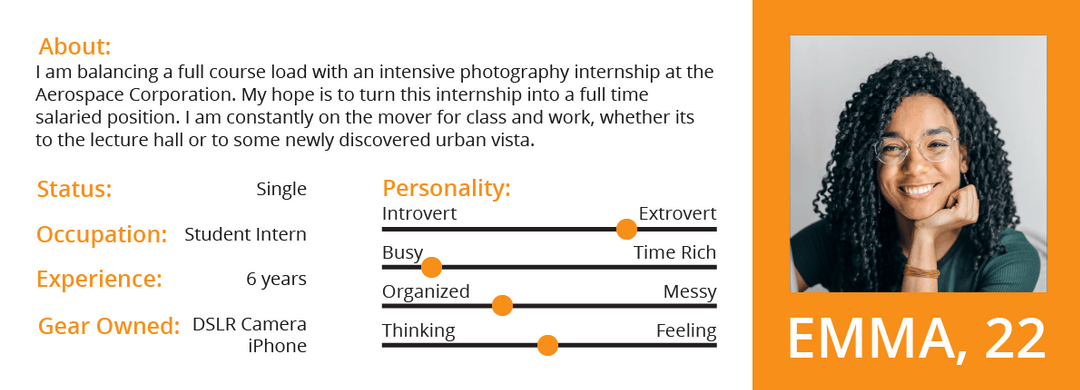 About:
I am balancing a full course load with an intensive photography internship at the
Aerospace Corporation. My hope is to turn this internship into a full time
salaried position. I am constantly on the mover for class and work, whether its
to the lecture hall or to some newly discovered urban vista.
Status: Single
Occupation: Student Intern
Experience: 6 years
Gear Owned: DSLR Camera
iPhone
Personality:
Introvert Extrovert
Busy Time Rich
Organized Messy
Thinking Feeling
EMMA, 22